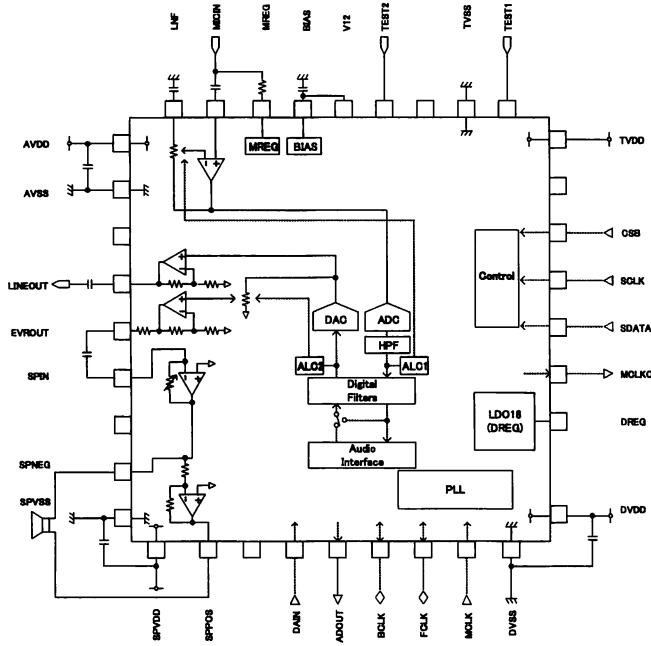 LNF
MICIN
MREG
BIAS
V12
TEST2
TVSS
TEST1
AVDD
AVSS
LINEOUT
EVROUT
SPIN
SPNEG
SPVSS
MREG
BIAS
TVDD
CSB
SCLK
SDATA
MCLKO
DREG
DVDD
Control
DAC
ADC
HPF
ALC2
ALC1
Digital
Filters
Audio
Interface
LDO18
(DREG)
PLL
SPVDD
SPPOS
DAIN
ADOUT
BCLK
FCLK
MCLK
DVSS